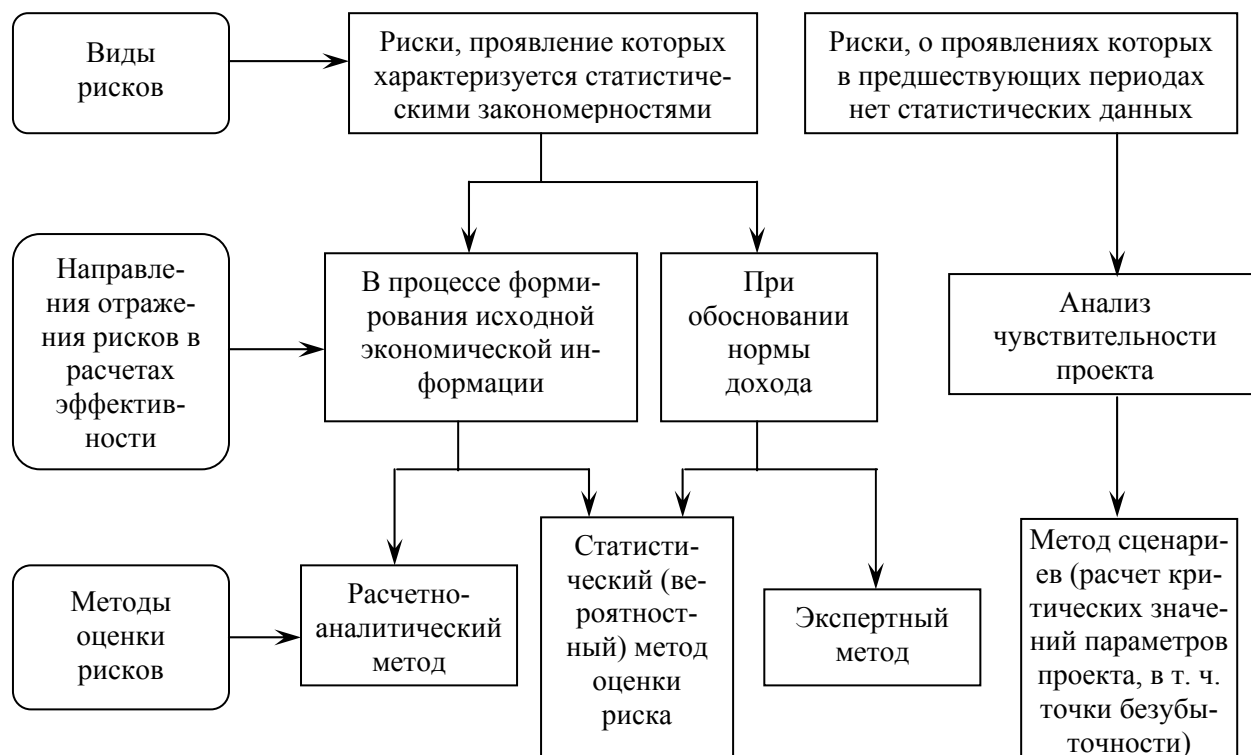 Виды
рисков
Риски, проявление которых
характеризуется статистиче-
скими закономерностями
Риски, о проявлениях которых
в предшествующих периодах
нет статистических данных
Направле-
ния отраже-
ния рисков в
расчетах
эффектив-
ности
В процессе форми-
рования исходной
экономической ин-
формации
При
обосновании
нормы
дохода
Анализ
чувствительности
проекта
Методы
оценки
рисков
Расчетно-
аналитический
метод
Статисти-
ческий (ве-
роятност-
ный) метод
оценки
риска
Экспертный
метод
Метод сценари-
ев (расчет кри-
тических значе-
ний параметров
проекта, в т. ч.
точки безубы-
точности)